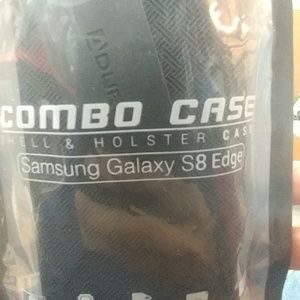 COMBO CASE
SHELL & HOLSTER CASE
Samsung Galaxy S8 Edge